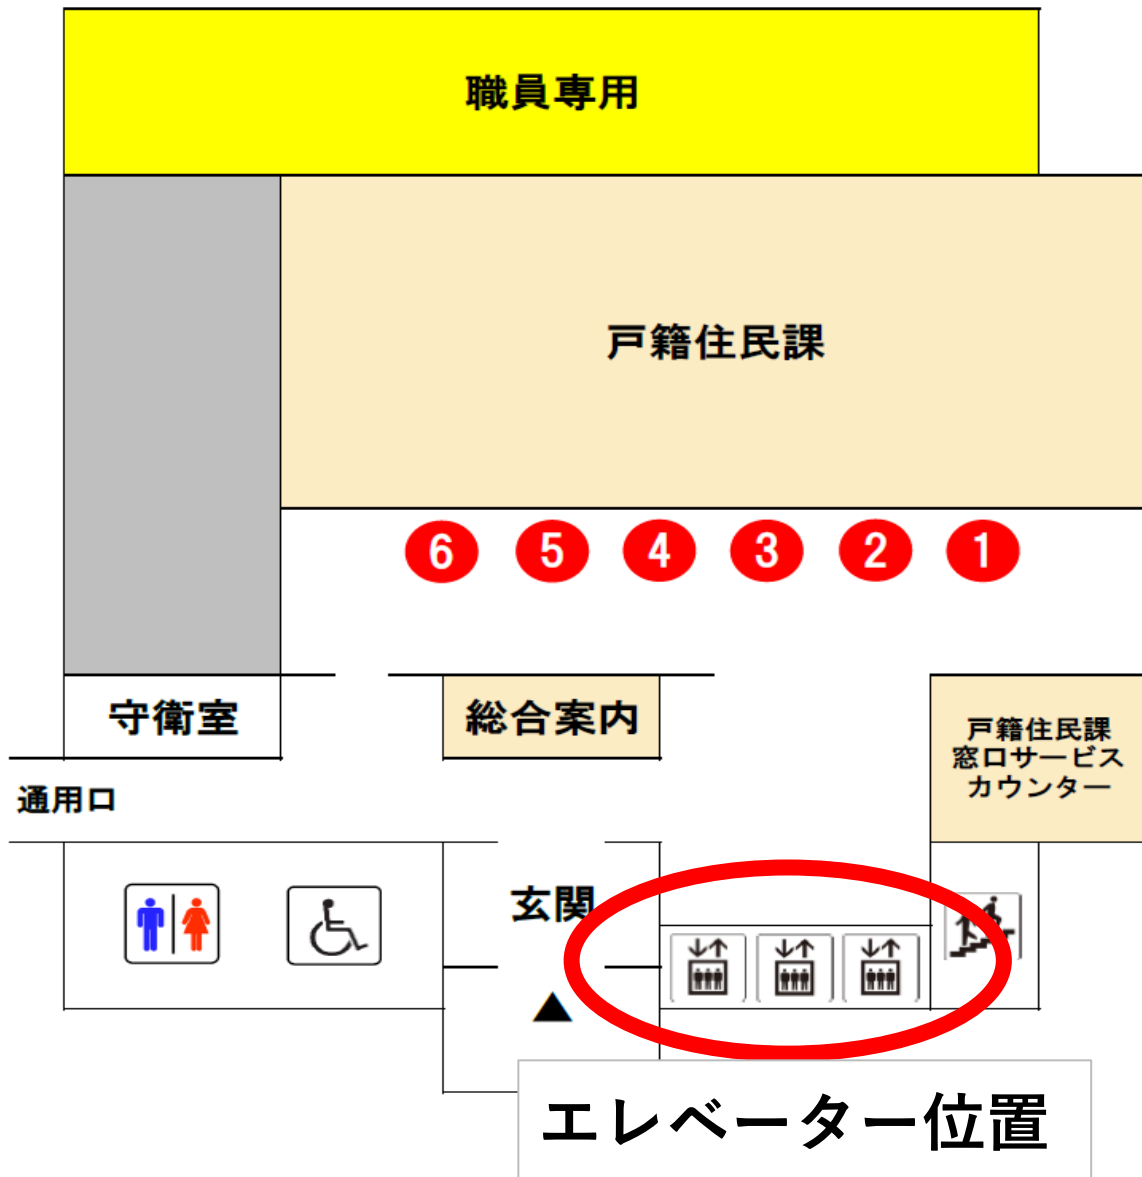 職員専用
戸籍住民課
6 5 4 3 2 1
守衛室
総合案内
戸籍住民課
窓口サービス
カウンター
通用口
玄関
▲
エレベーター位置